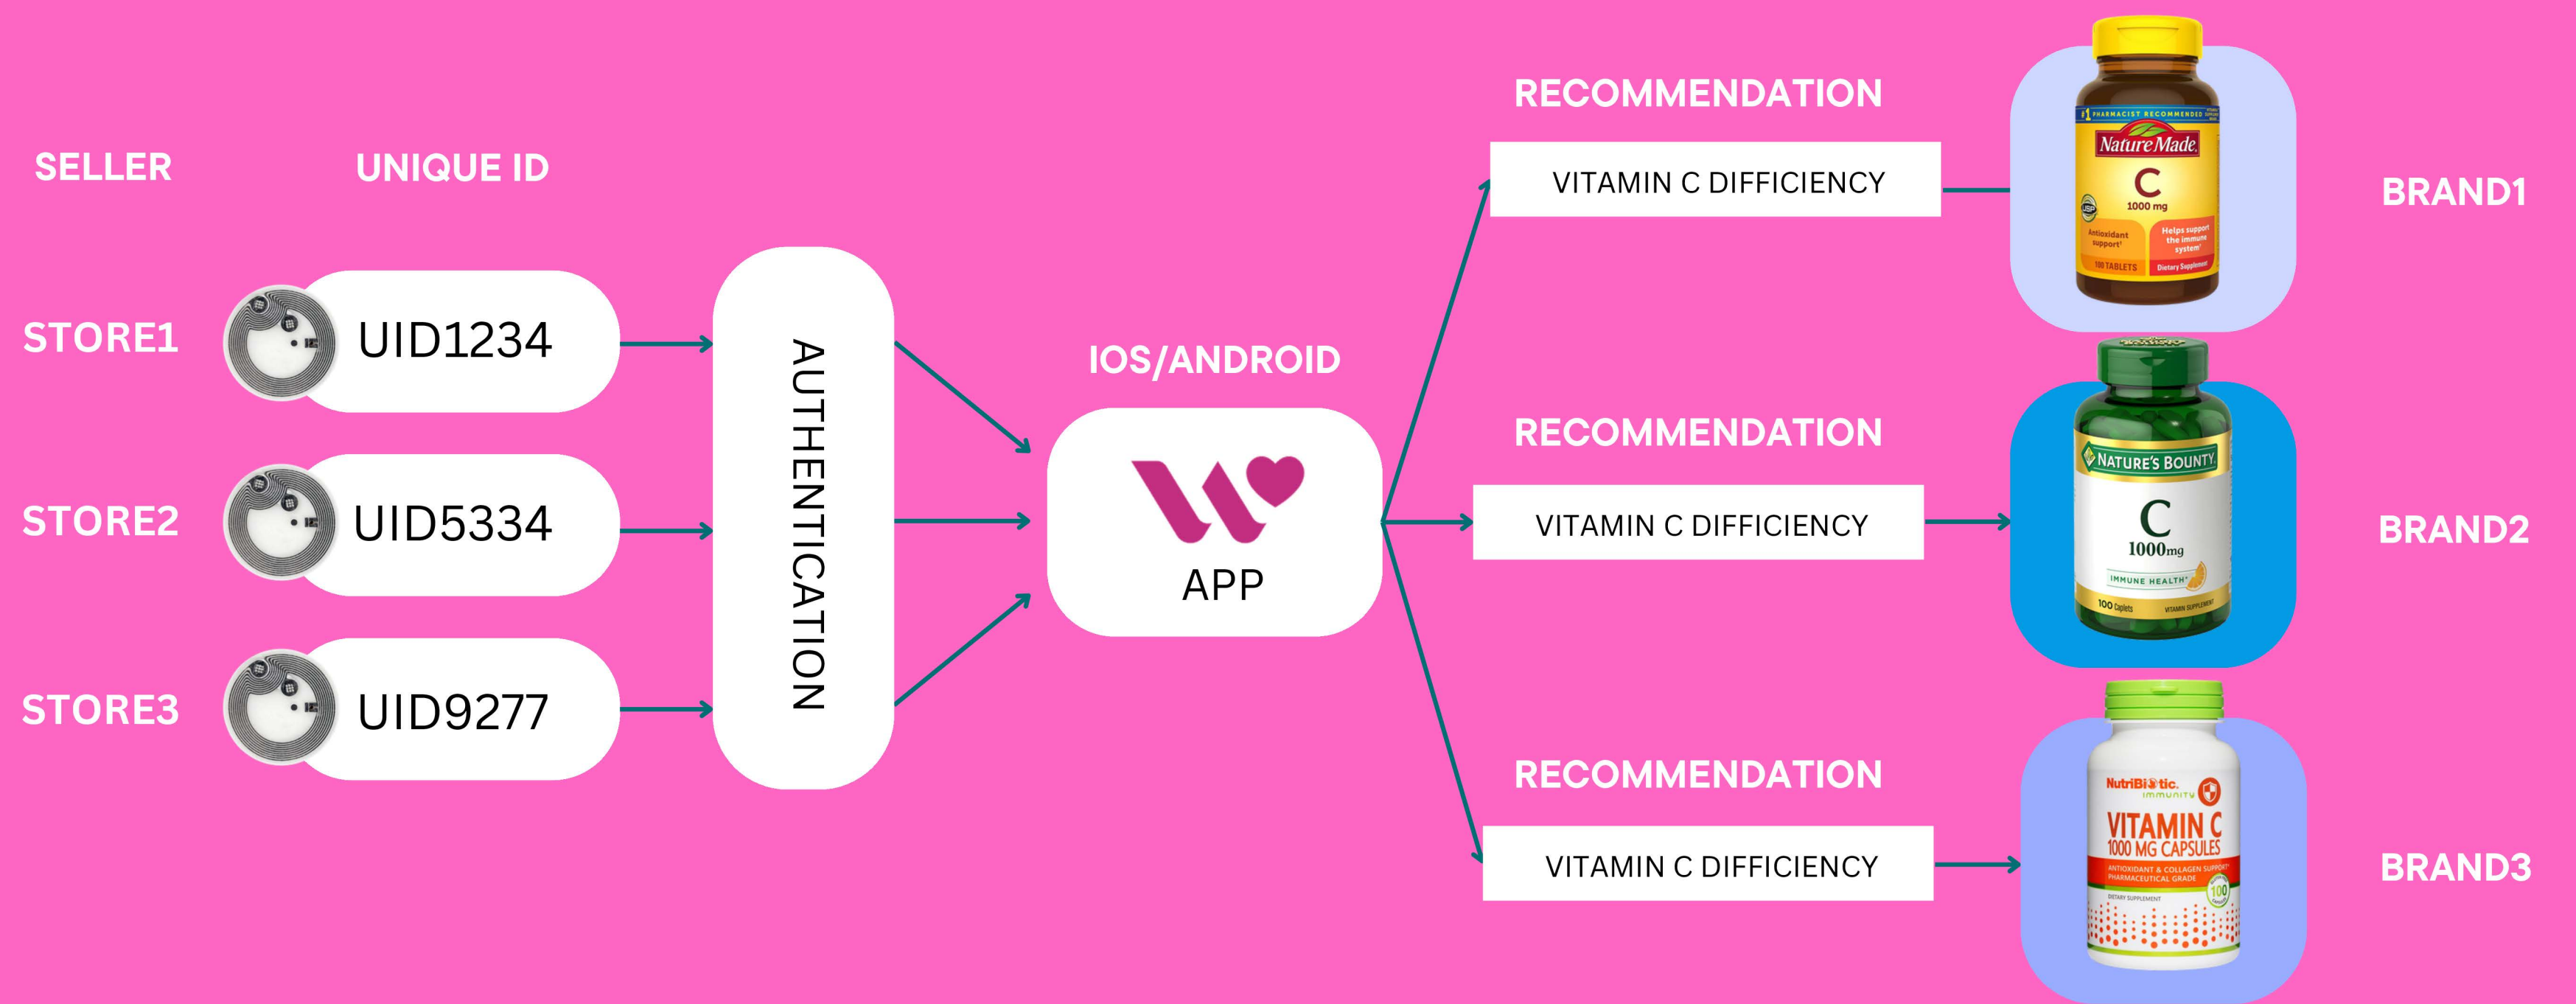 SELLER
UNIQUE ID
STORE1
UID1234
STORE2
UID5334
STORE3
UID9277
AUTHENTICATION
IOS/ANDROID
APP
RECOMMENDATION
VITAMIN C DIFFICIENCY
#1 PHARMACIST RECOMMENDED
Nature Made.
C
1000 mg
USP
Antioxidant
support†
Helps support
the immune
system†
100 TABLETS
Dietary Supplement
BRAND1
RECOMMENDATION
VITAMIN C DIFFICIENCY
NATURE'S BOUNTY.
C
1000mg
IMMUNE HEALTH*
100 Caplets
VITAMIN SUPPLEMENT
BRAND2
RECOMMENDATION
VITAMIN C DIFFICIENCY
NutriBiotic.
immunity
VITAMIN C
1000 MG CAPSULES
ANTIOXIDANT & COLLAGEN SUPPORT*
PHARMACEUTICAL GRADE
100
DIETARY SUPPLEMENT
BRAND3